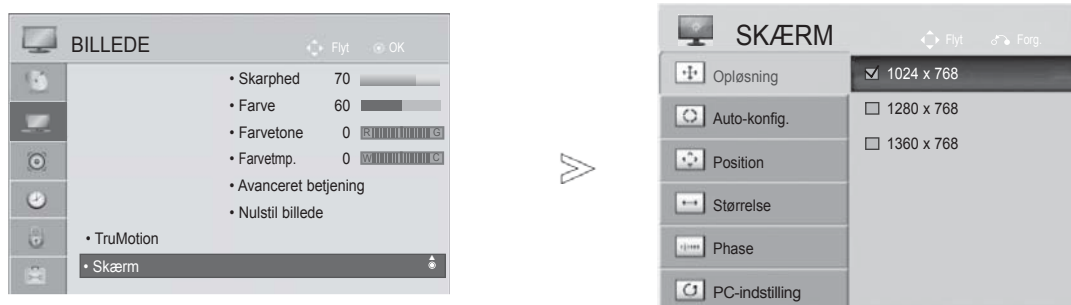 BILLEDE
Flyt OK
• Skarphed 70
• Farve 60
• Farvetone 0 R G
• Farvetmp. 0 W C
• Avanceret betjening
• Nulstil billede
• TruMotion
• Skærm
SKÆRM
Flyt Forg.
Opløsning
Auto-konfig.
Position
Størrelse
Phase
PC-indstilling
1024 x 768
1280 x 768
1360 x 768